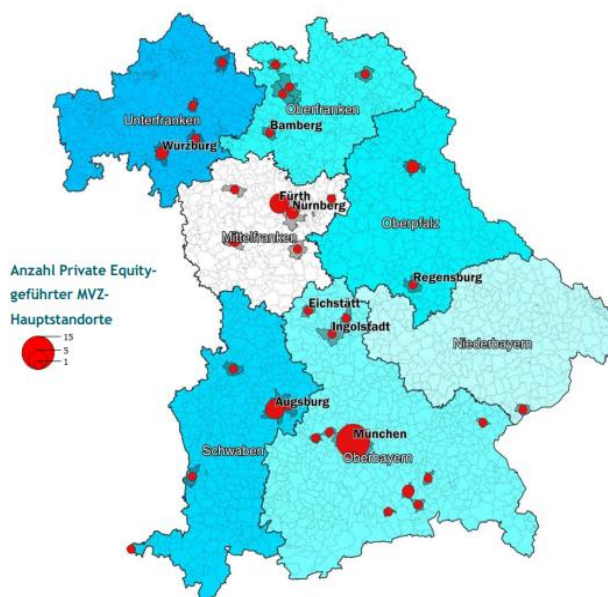 Oberfranken
Unterfranken
Bamberg
Würzburg
Fürth
Nürnberg
Mittelfranken
Oberpfalz
Regensburg
Anzahl Private Equity-
geführter MVZ-
Hauptstandorte
15
5
1
Eichstätt
Ingolstadt
Niederbayern
Augsburg
München
Schwaben
Oberbayern